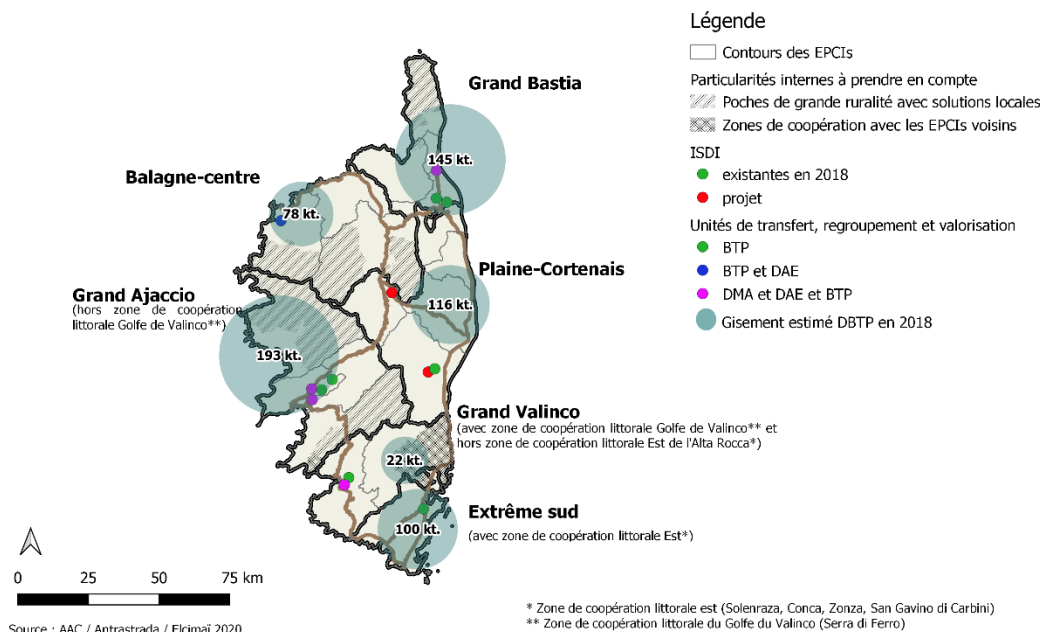 Légende
Contours des EPCIs
Particularités internes à prendre en compte
Poches de grande ruralité avec solutions locales
Zones de coopération avec les EPCIs voisins
ISDI
existantes en 2018
projet
Unités de transfert, regroupement et valorisation
BTP
BTP et DAE
DMA et DAE et BTP
Gisement estimé DBTP en 2018
Grand Bastia
145 kt.
Balagne-centre
78 kt.
Plaine-Cortenais
116 kt.
Grand Ajaccio
(hors zone de coopération
littorale Golfe de Valinco**)
193 kt.
Grand Valinco
(avec zone de coopération littorale Golfe de Valinco** et
hors zone de coopération littorale Est de l'Alta Rocca*)
22 kt.
Extrême sud
(avec zone de coopération littorale Est*)
100 kt.
0 25 50 75 km
Source : AAC / Antrastrada / Elcimaï 2020
* Zone de coopération littorale est (Solenraza, Conca, Zonza, San Gavino di Carbini)
** Zone de coopération littorale du Golfe du Valinco (Serra di Ferro)